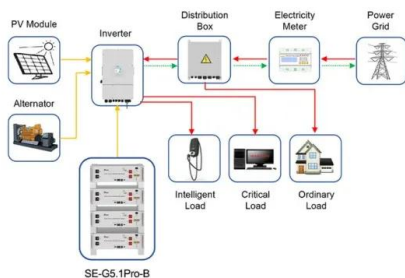 PV Module
Inverter
Distribution
Box
Electricity
Meter
Power
Grid
Alternator
Intelligent
Load
Critical
Load
Ordinary
Load
SE-G5.1Pro-B